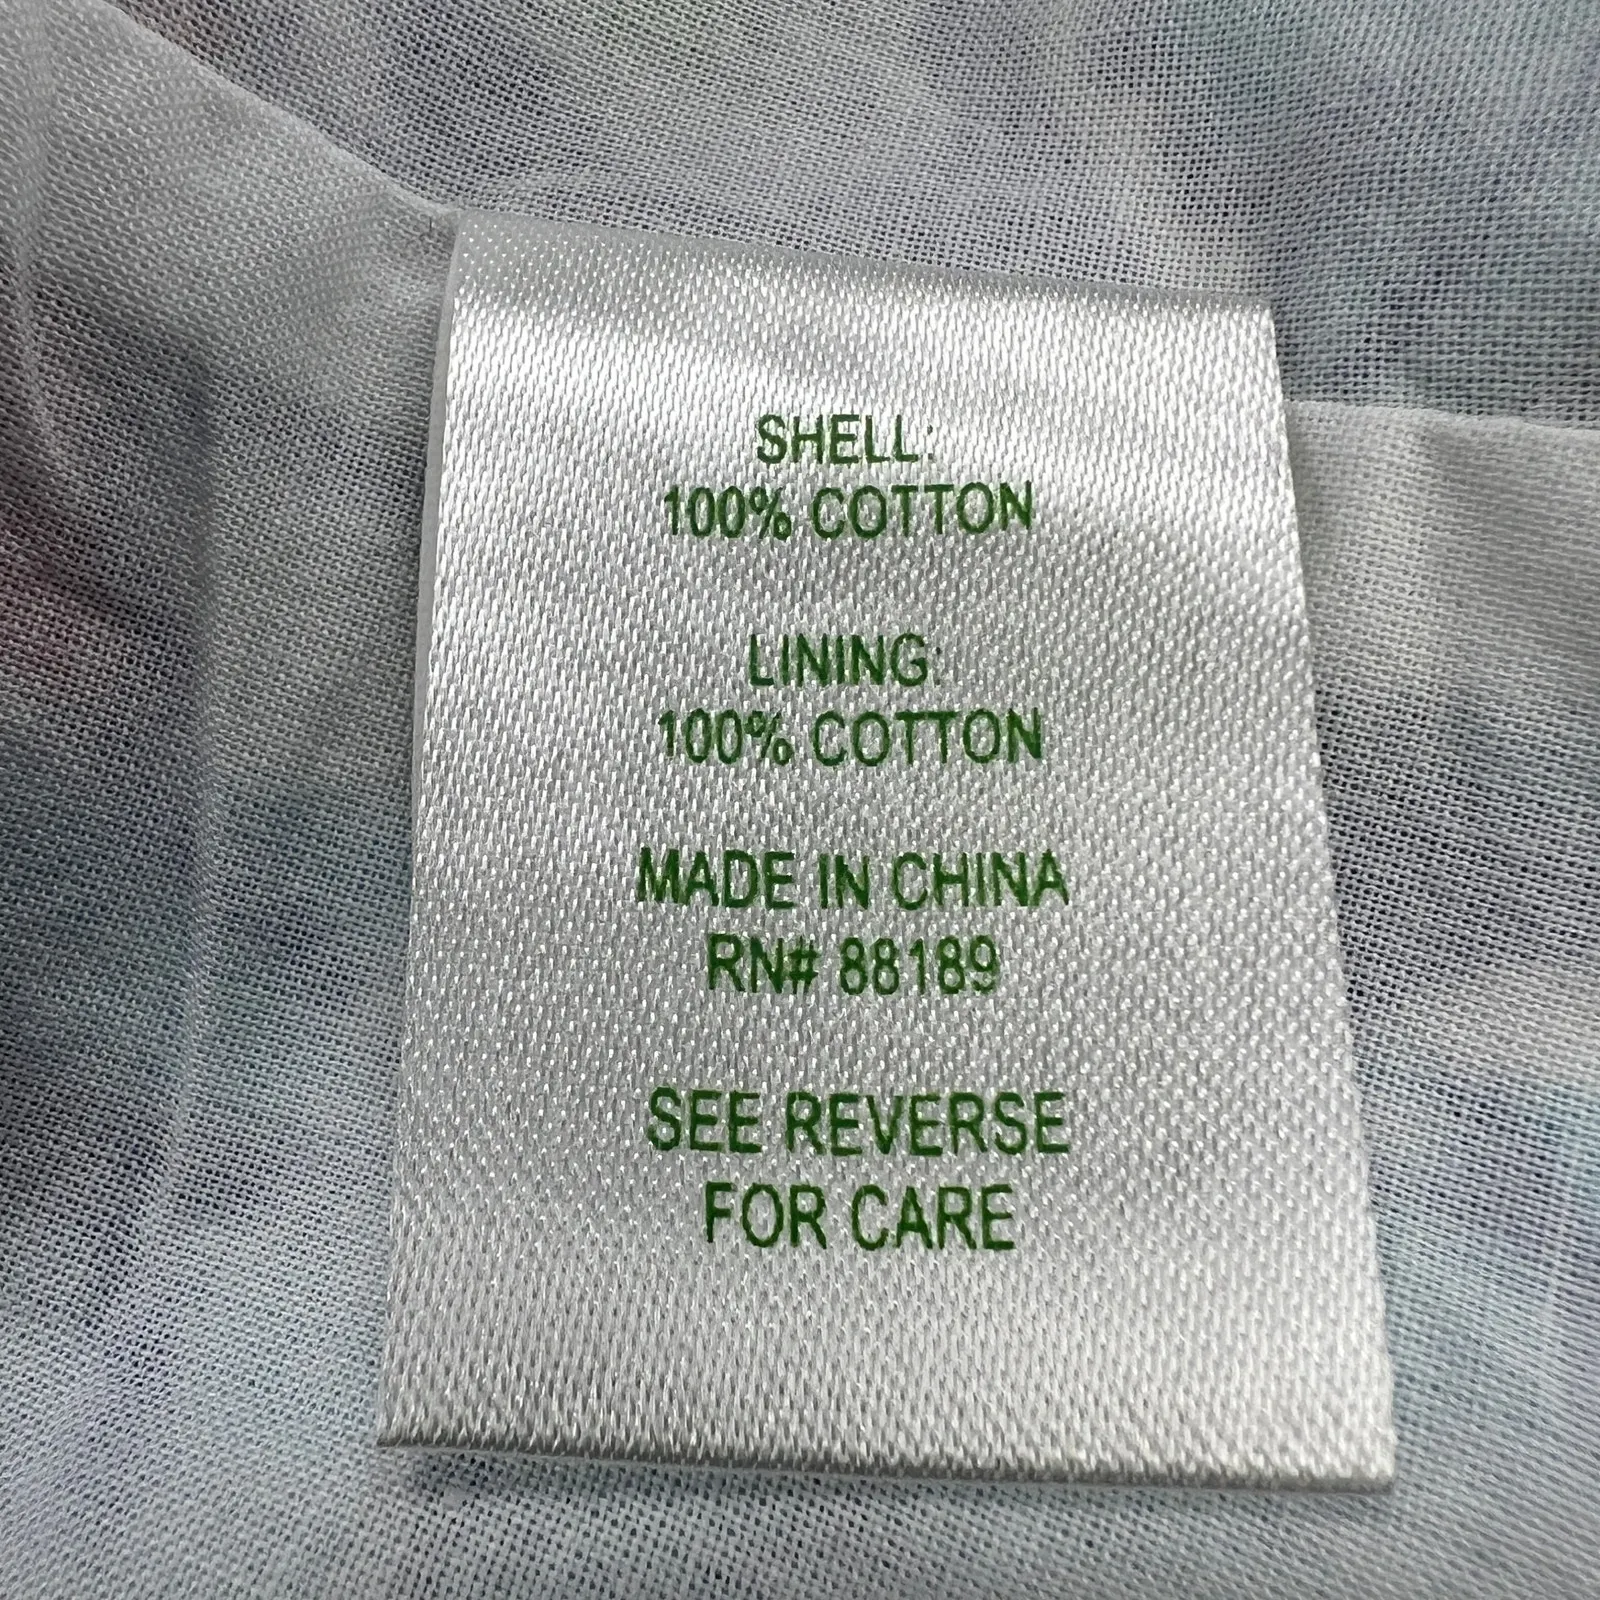 SHELL:
100% COTTON
LINING:
100% COTTON
MADE IN CHINA
RN# 88189
SEE REVERSE
FOR CARE